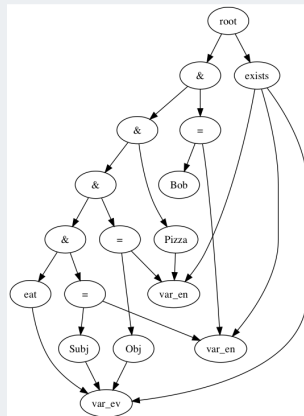 root
& exists
& =
& Bob
& = Pizza
eat = var_en
Subj Obj var_en
var_ev